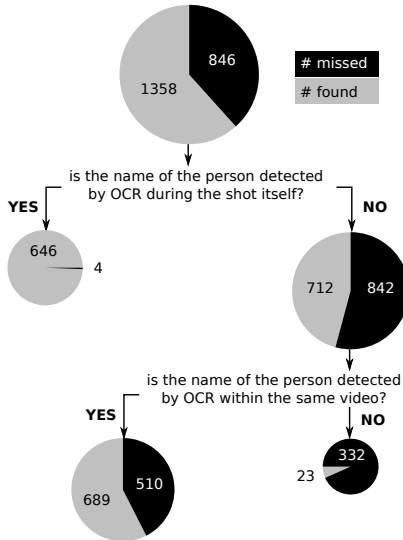 846
1358
# missed
# found
is the name of the person detected
by OCR during the shot itself?
YES
NO
646
4
712
842
is the name of the person detected
by OCR within the same video?
YES
NO
689
510
332
23